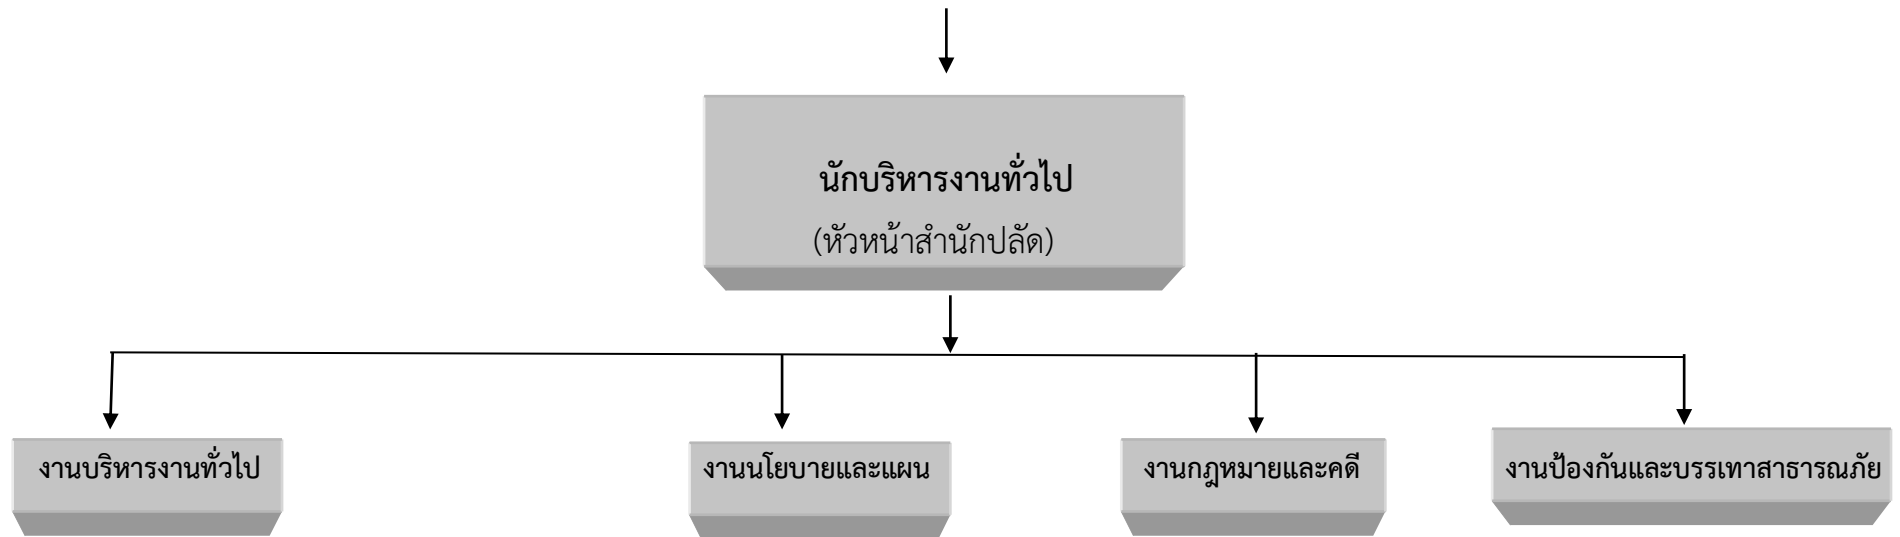 นักบริหารงานทั่วไป
(หัวหน้าสำนักปลัด)
งานบริหารงานทั่วไป
งานนโยบายและแผน
งานกฎหมายและคดี
งานป้องกันและบรรเทาสาธารณภัย